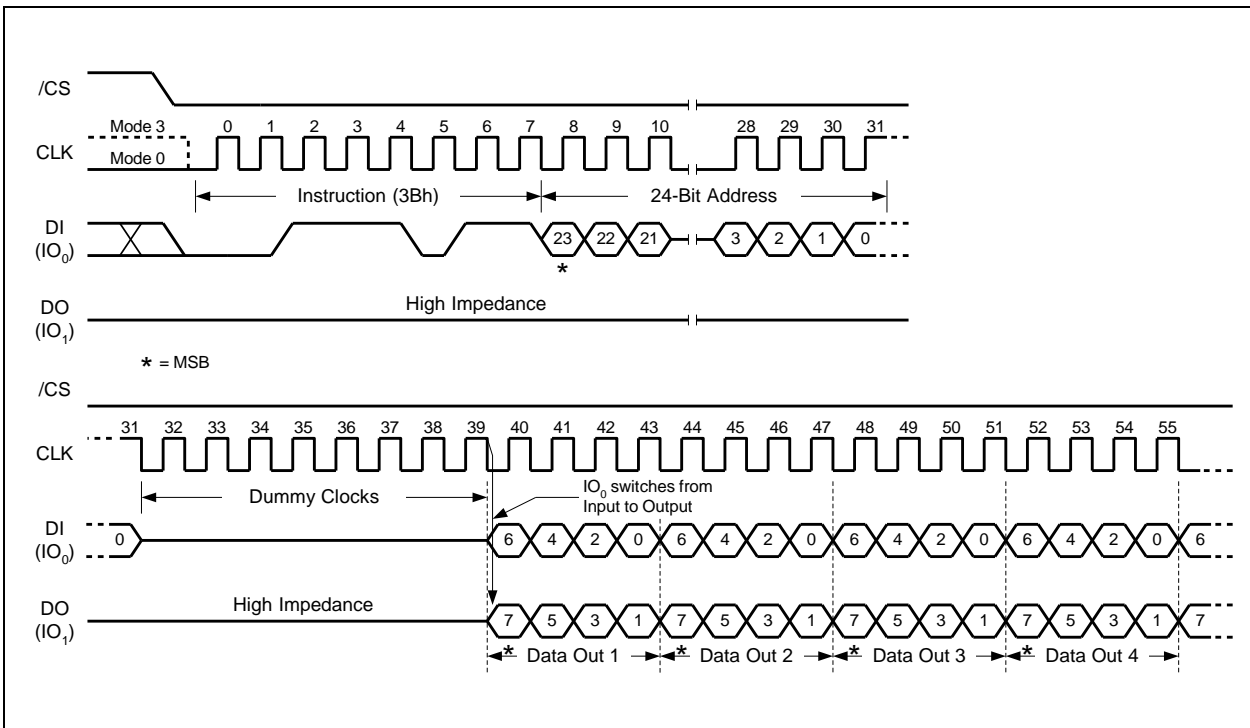 /CS
Mode 3 0 1 2 3 4 5 6 7 8 9 10 28 29 30 31
CLK
Mode 0
Instruction (3Bh) 24-Bit Address
DI
(IO0) 23 22 21 3 2 1 0
*
High Impedance
DO
(IO1)
* = MSB
/CS
31 32 33 34 35 36 37 38 39 40 41 42 43 44 45 46 47 48 49 50 51 52 53 54 55
CLK
Dummy Clocks
IO0 switches from
Input to Output
DI
(IO0) 0 6 4 2 0 6 4 2 0 6 4 2 0 6 4 2 0 6
High Impedance
DO
(IO1) 7 5 3 1 7 5 3 1 7 5 3 1 7 5 3 1 7
* Data Out 1 * Data Out 2 * Data Out 3 * Data Out 4